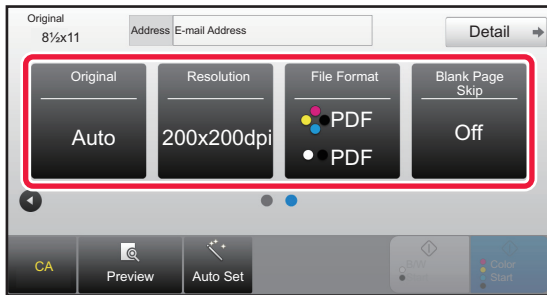 Original
8½x11
Address E-mail Address
Detail
Original
Auto
Resolution
200x200dpi
File Format
PDF
PDF
Blank Page
Skip
Off
CA
Preview
Auto Set
B/W
Start
Color
Start